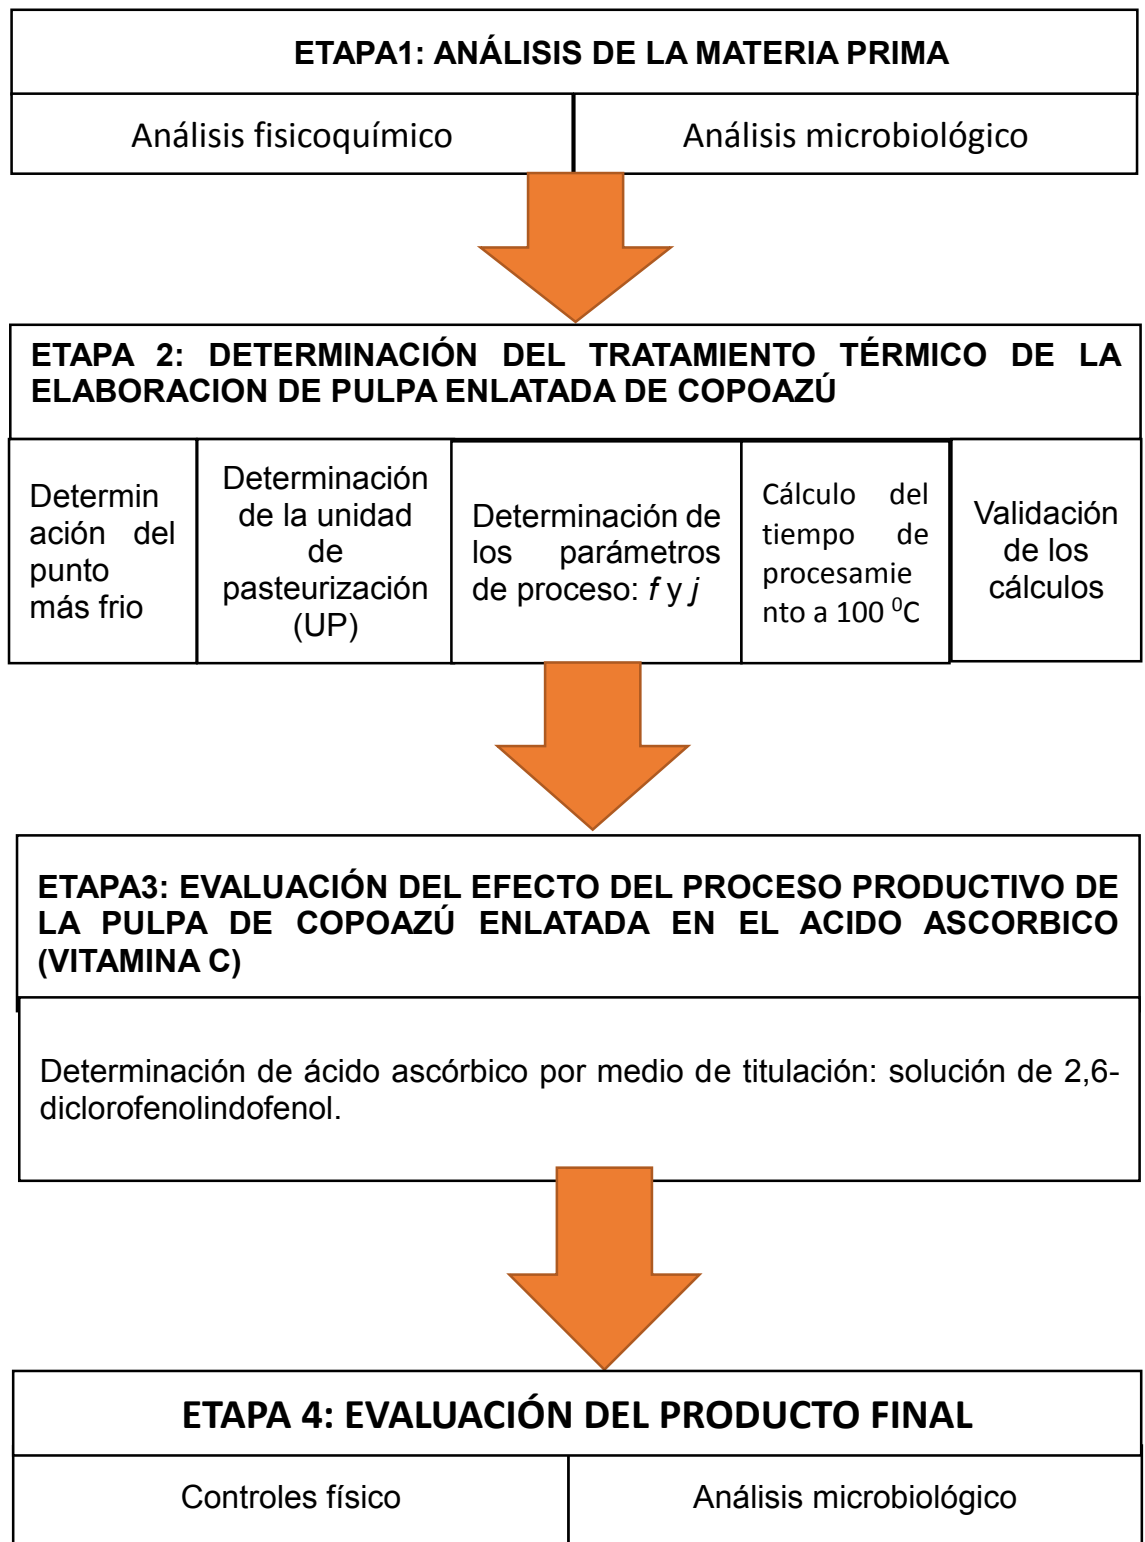 ETAPA1: ANÁLISIS DE LA MATERIA PRIMA
Análisis fisicoquímico
Análisis microbiológico
ETAPA 2: DETERMINACIÓN DEL TRATAMIENTO TÉRMICO DE LA
ELABORACION DE PULPA ENLATADA DE COPOAZÚ
Determin
ación del
punto
más frio
Determinación
de la unidad
de
pasteurización
(UP)
Determinación de
los parámetros
de proceso: f y j
Cálculo del
tiempo de
procesamie
nto a 100 ⁰C
Validación
de los
cálculos
ETAPA3: EVALUACIÓN DEL EFECTO DEL PROCESO PRODUCTIVO DE
LA PULPA DE COPOAZÚ ENLATADA EN EL ACIDO ASCORBICO
(VITAMINA C)
Determinación de ácido ascórbico por medio de titulación: solución de 2,6-
diclorofenolindofenol.
ETAPA 4: EVALUACIÓN DEL PRODUCTO FINAL
Controles físico
Análisis microbiológico